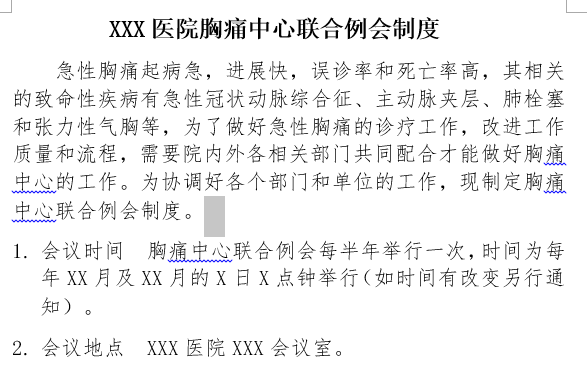 XXX 医院胸痛中心联合例会制度
急性胸痛起病急，进展快，误诊率和死亡率高，其相关
的致命性疾病有急性冠状动脉综合征、主动脉夹层、肺栓塞
和张力性气胸等，为了做好急性胸痛的诊疗工作，改进工作
质量和流程，需要院内外各相关部门共同配合才能做好胸痛
中心的工作。为协调好各个部门和单位的工作，现制定胸痛
中心联合例会制度。
1. 会议时间 胸痛中心联合例会每半年举行一次，时间为每
年 XX 月及 XX 月的 X 日 X 点钟举行（如时间有改变另行通
知）。
2. 会议地点 XXX 医院 XXX 会议室。